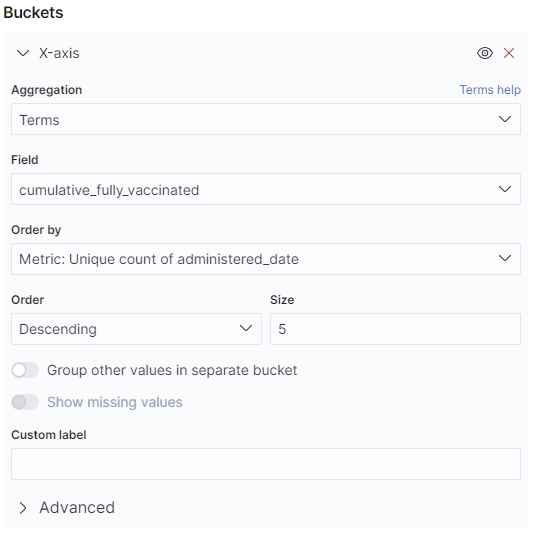 Buckets
X-axis
Aggregation Terms help
Terms
Field
cumulative_fully_vaccinated
Order by
Metric: Unique count of administered_date
Order Size
Descending 5
Group other values in separate bucket
Show missing values
Custom label
Advanced